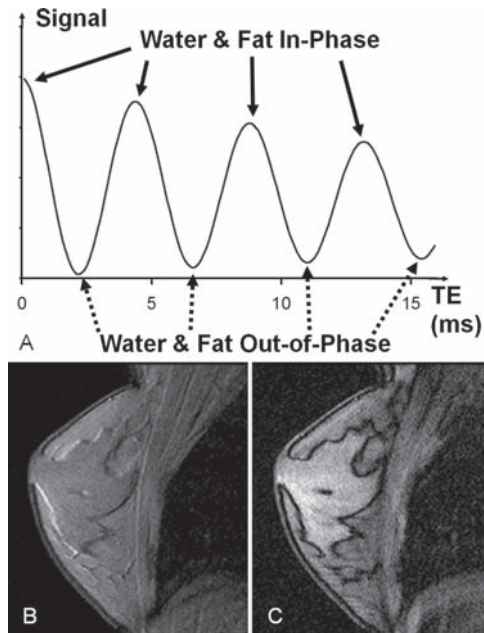 Signal
Water & Fat In-Phase
0 5 10 15 TE
(ms)
A Water & Fat Out-of-Phase
B C